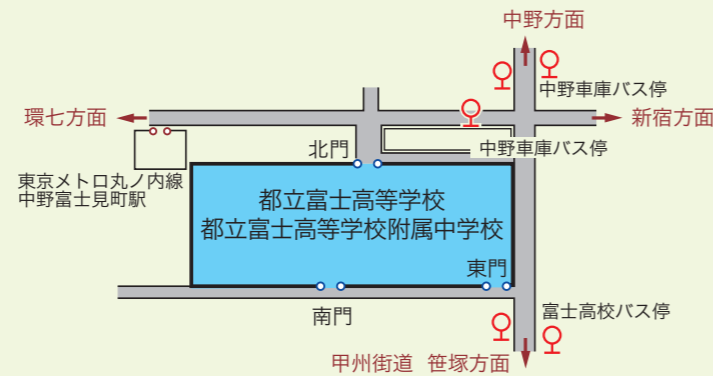 中野方面
中野車庫バス停
環七方面
新宿方面
北門
中野車庫バス停
東京メトロ丸ノ内線
中野富士見町駅
都立富士高等学校
都立富士高等学校附属中学校
東門
南門
富士高校バス停
甲州街道 笹塚方面